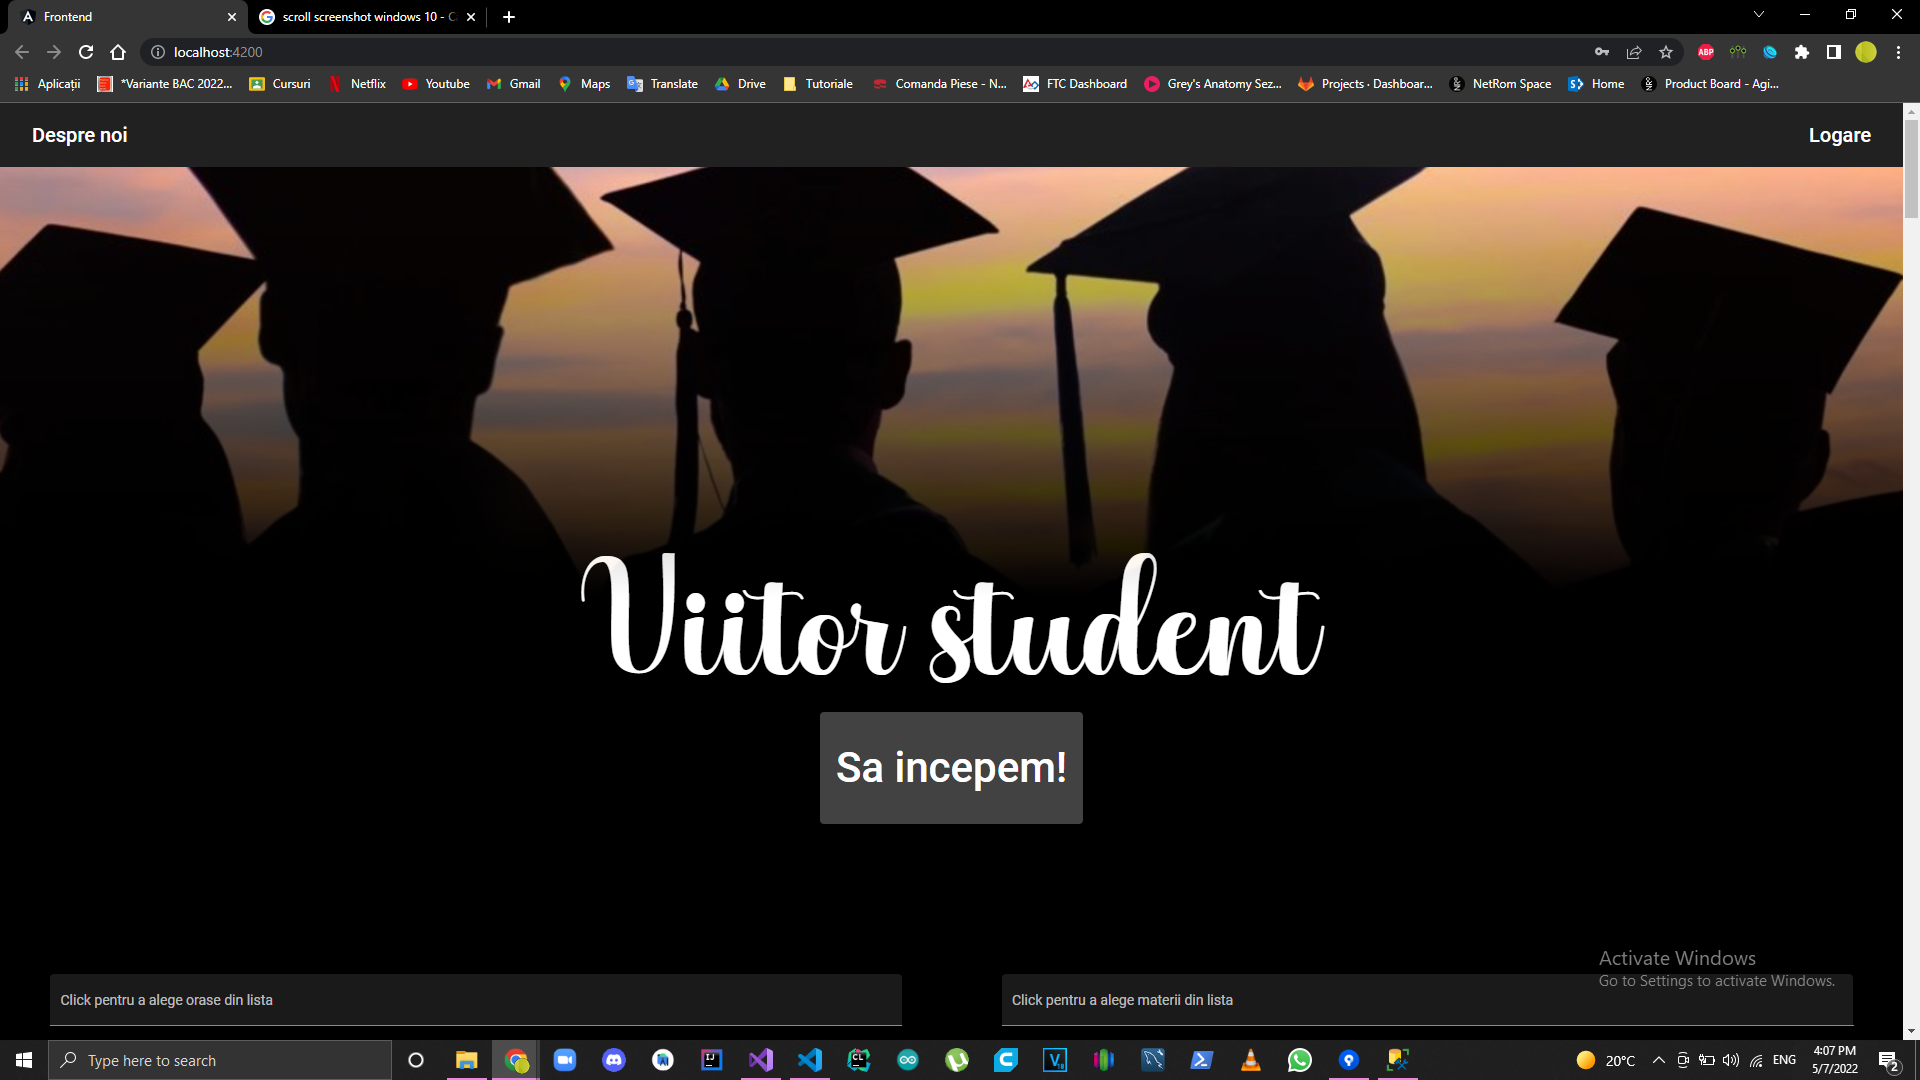 Frontend
scroll screenshot windows 10 -
localhost:4200
ABP
Aplicații
*Variante BAC 2022...
Cursuri
Netflix
Youtube
Gmail
Maps
Translate
Drive
Tutoriale
Comanda Piese - N...
FTC Dashboard
Grey's Anatomy Sez...
Projects · Dashboar...
NetRom Space
Home
Product Board - Agi...
Despre noi
Logare
Viitor student
Sa incepem!
Activate Windows
Go to Settings to activate Windows.
Click pentru a alege orase din lista
Click pentru a alege materii din lista
Type here to search
20°C
ENG
4:07 PM
5/7/2022
2